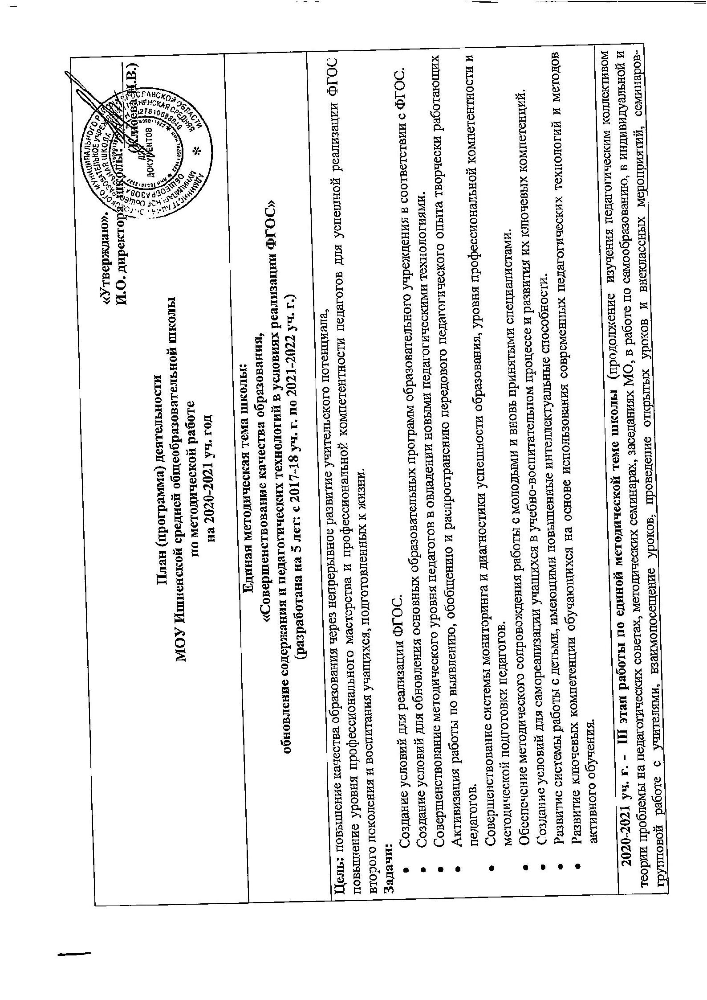 «Утверждаю».
И.О. директора школы: (Клюева Н.В.)
План (программа) деятельности
МОУ Ишненской средней общеобразовательной школы
по методической работе
на 2020-2021 уч. год
Единая методическая тема школы:
«Совершенствование качества образования,
обновление содержания и педагогических технологий в условиях реализации ФГОС»
(разработана на 5 лет: с 2017-18 уч. г. по 2021-2022 уч. г.)
Цель: повышение качества образования через непрерывное развитие учительского потенциала,
повышение уровня профессионального мастерства и профессиональной компетентности педагогов для успешной реализации ФГОС
второго поколения и воспитания учащихся, подготовленных к жизни.
Задачи:
• Создание условий для реализации ФГОС.
• Создание условий для обновления основных образовательных программ образовательного учреждения в соответствии с ФГОС.
• Совершенствование методического уровня педагогов в овладении новыми педагогическими технологиями.
• Активизация работы по выявлению, обобщению и распространению передового педагогического опыта творчески работающих
педагогов.
• Совершенствование системы мониторинга и диагностики успешности образования, уровня профессиональной компетентности и
методической подготовки педагогов.
• Обеспечение методического сопровождения работы с молодыми и вновь принятыми специалистами.
• Создание условий для самореализации учащихся в учебно-воспитательном процессе и развития их ключевых компетенций.
• Развитие системы работы с детьми, имеющими повышенные интеллектуальные способности.
• Развитие ключевых компетенции обучающихся на основе использования современных педагогических технологий и методов
активного обучения.
2020-2021 уч. г. - III этап работы по единой методической теме школы (продолжение изучения педагогическим коллективом
теории проблемы на педагогических советах, методических семинарах, заседаниях МО, в работе по самообразованию, в индивидуальной и
групповой работе с учителями, взаимопосещение уроков, проведение открытых уроков и внеклассных мероприятий, семинаров-
ДОКУМЕНТОВ